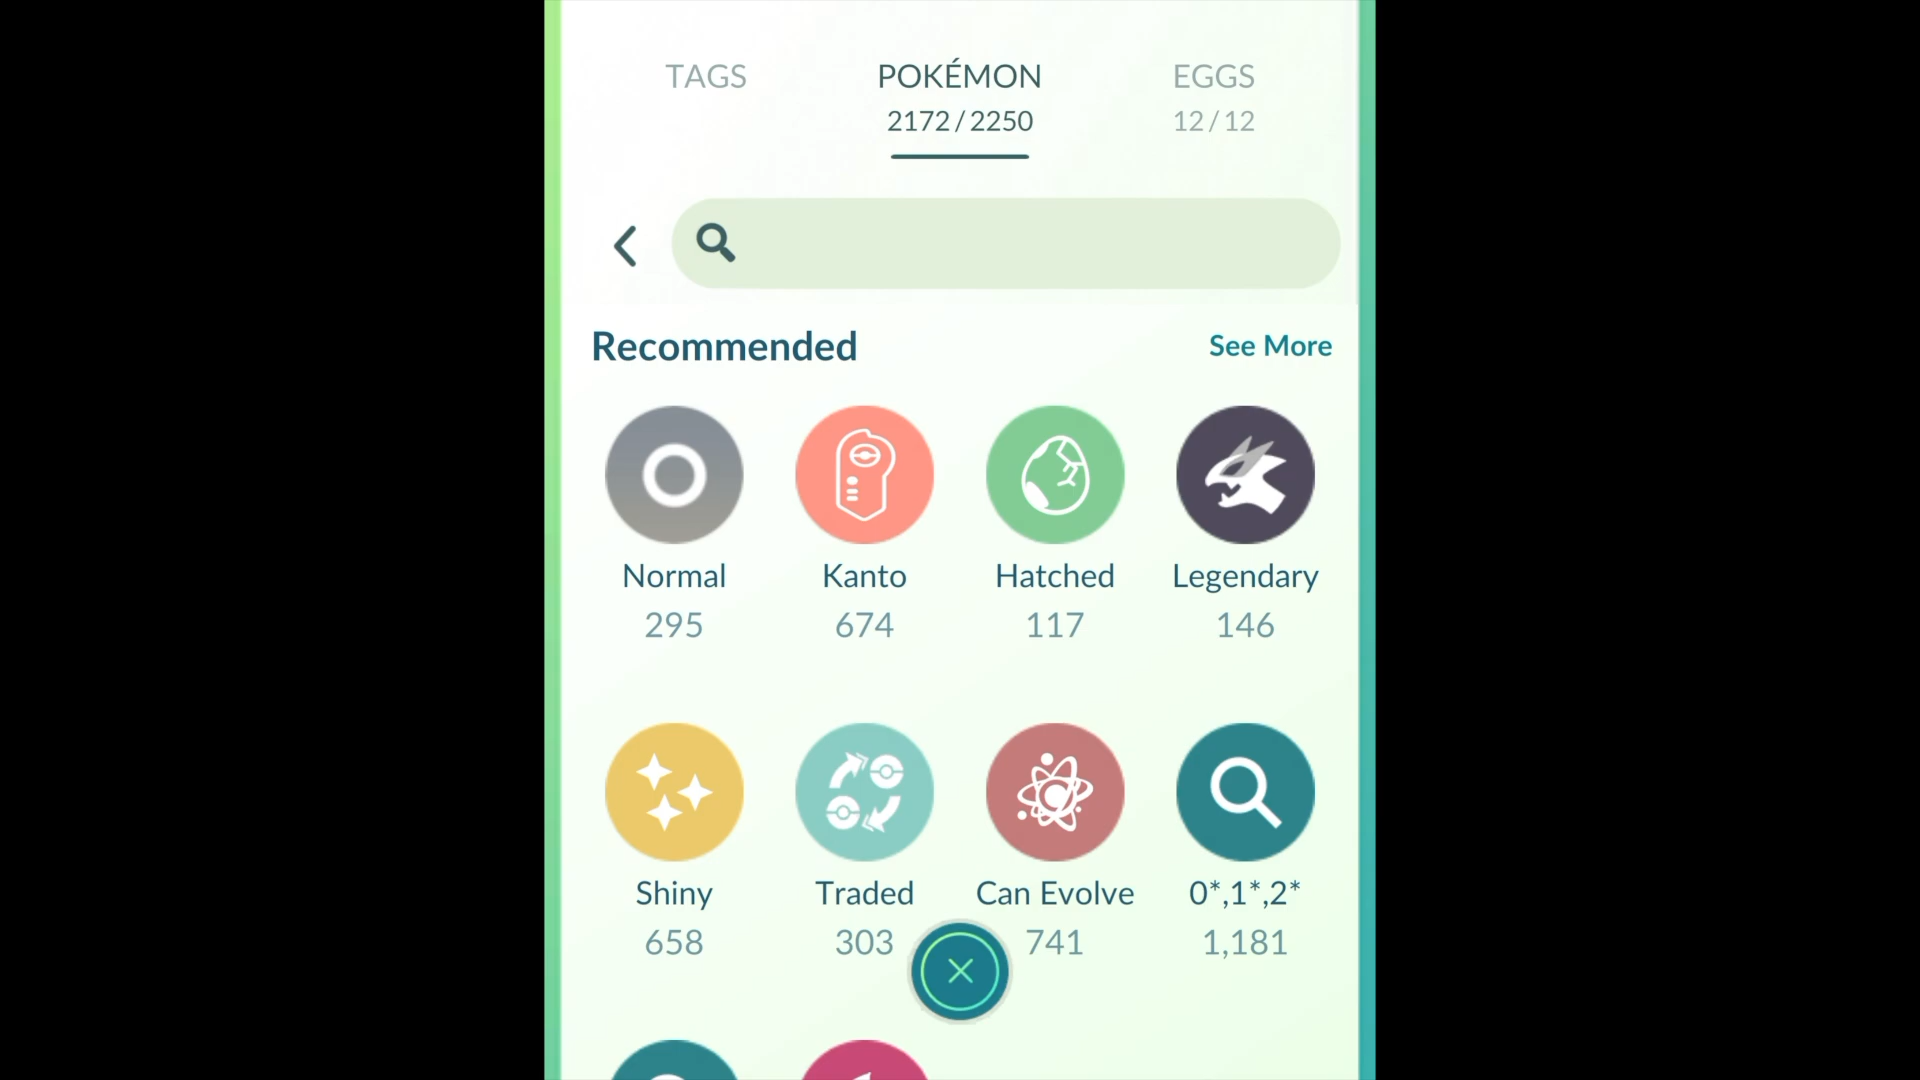 TAGS POKÉMON EGGS
2172 / 2250 12 / 12
Recommended See More
Normal Kanto Hatched Legendary
295 674 117 146
Shiny Traded Can Evolve 0*,1*,2*
658 303 741 1,181